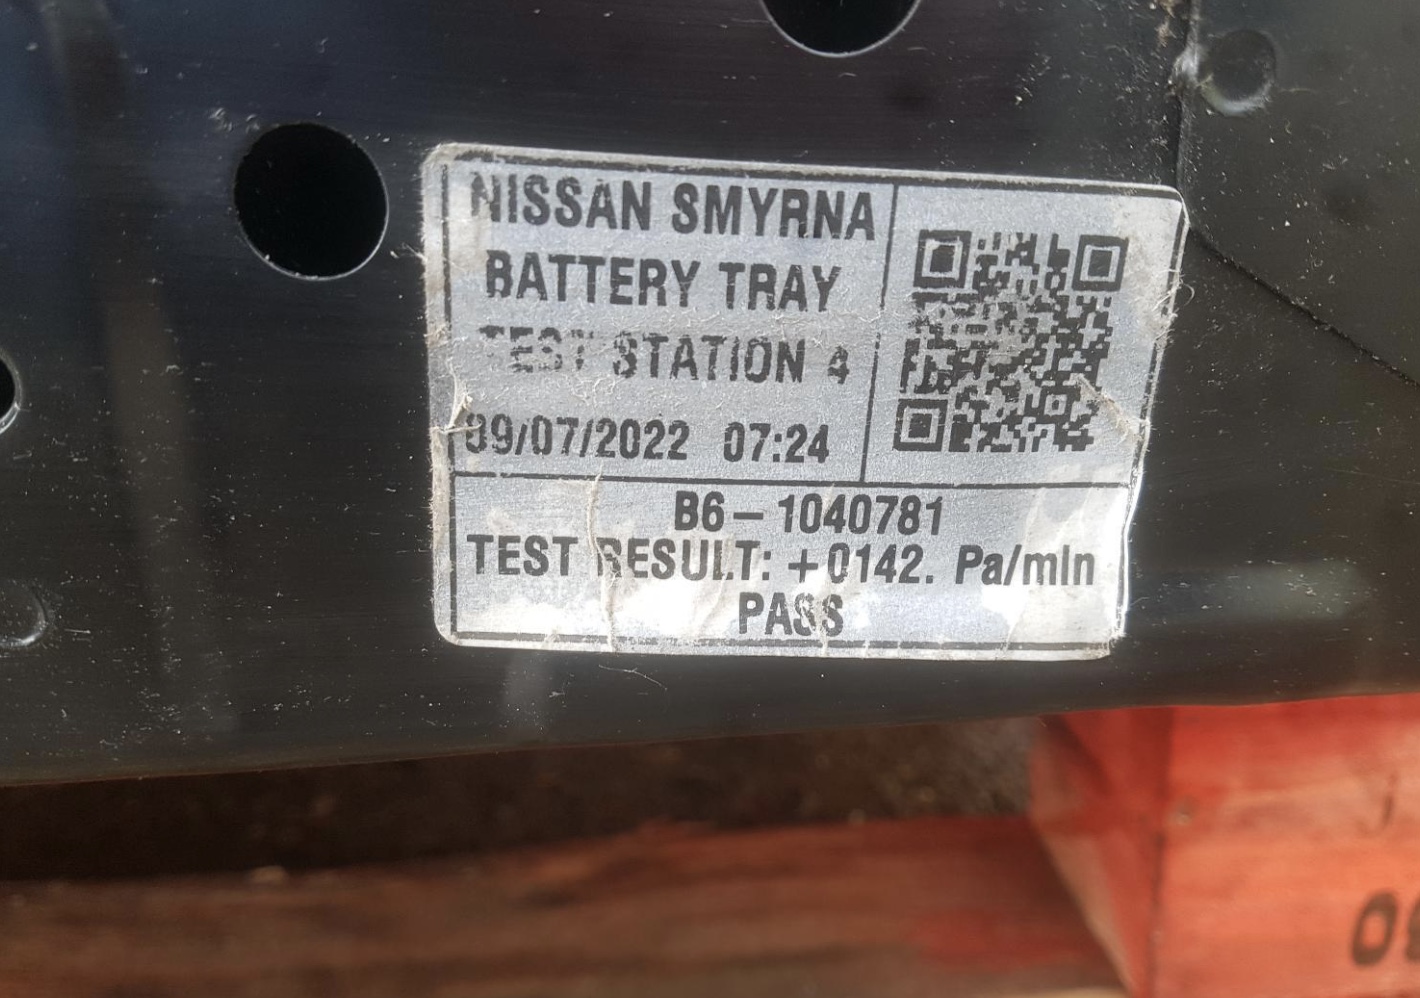 NISSAN SMYRNA
BATTERY TRAY
TEST STATION 4
09/07/2022 07:24
B6-1040781
TEST RESULT: +0142. Pa/min
PASS